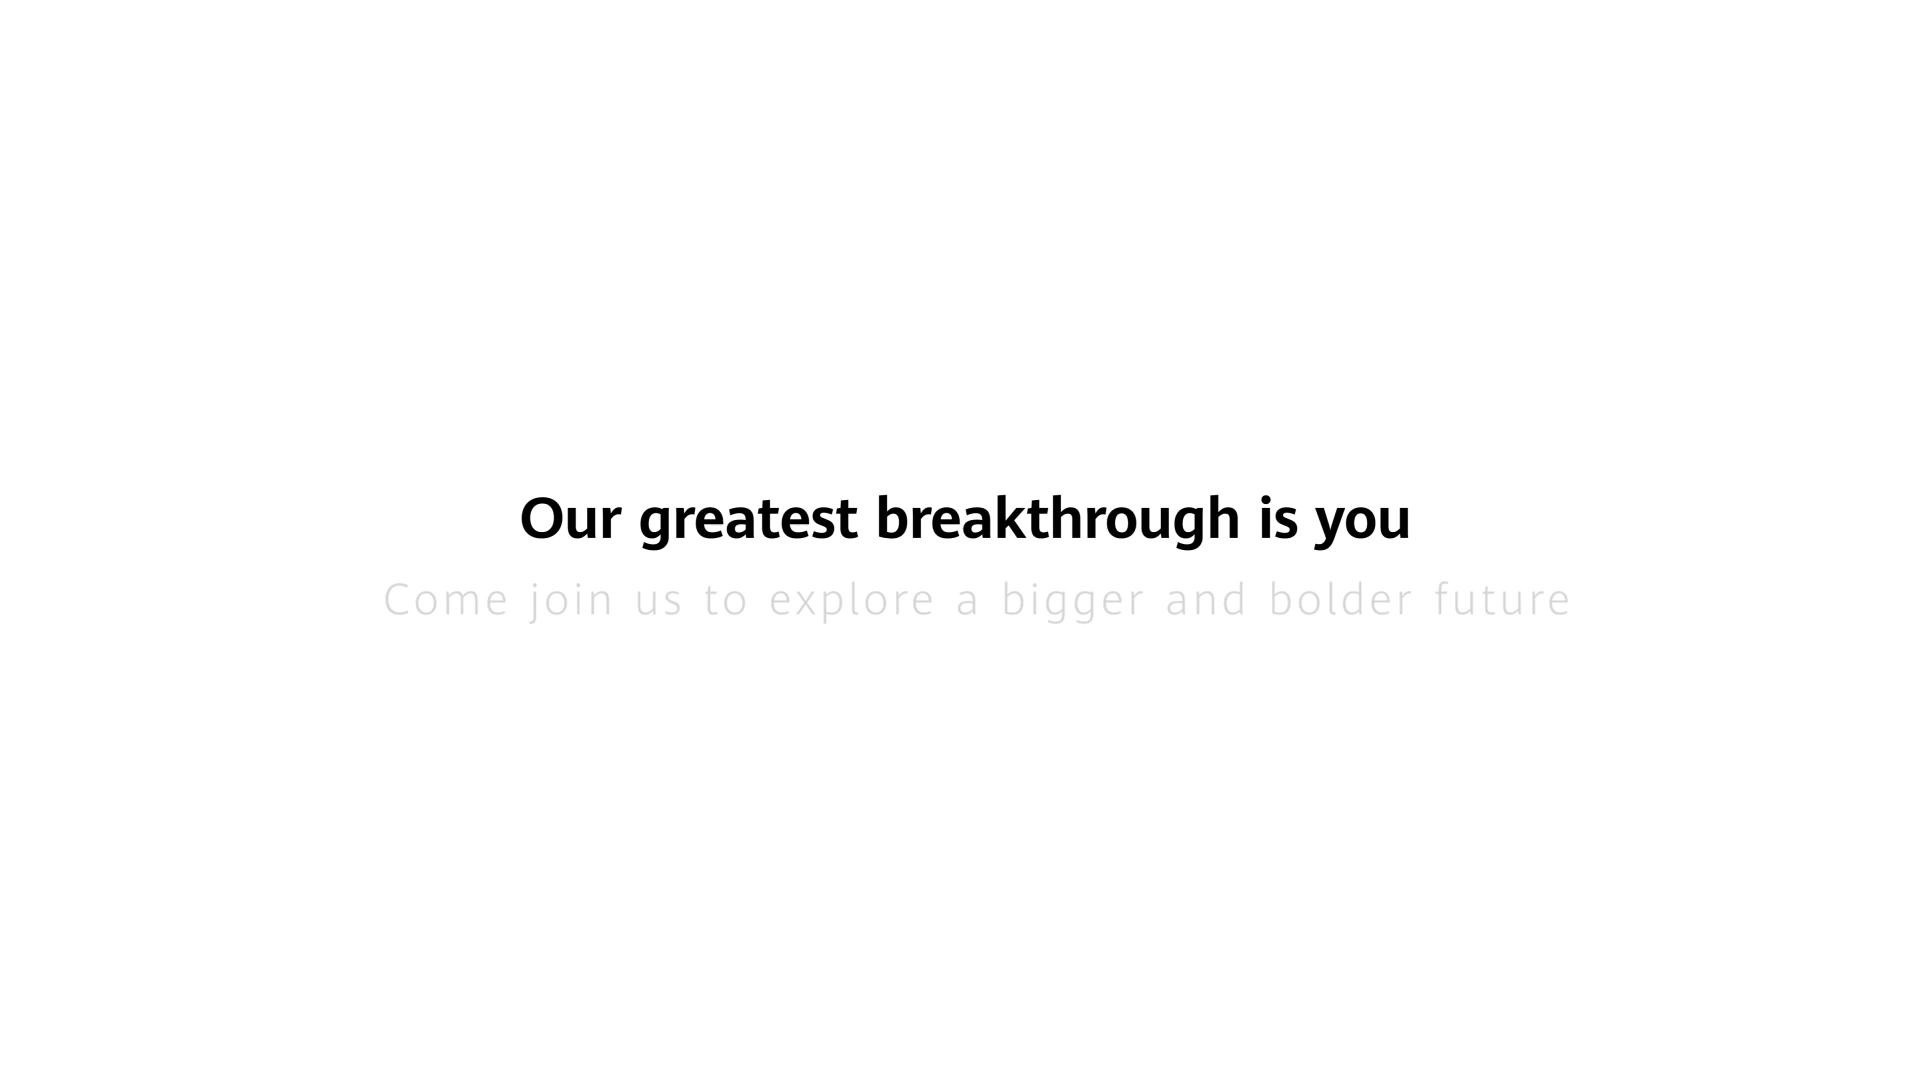 Our greatest breakthrough is you
Come join us to explore a bigger and bolder future